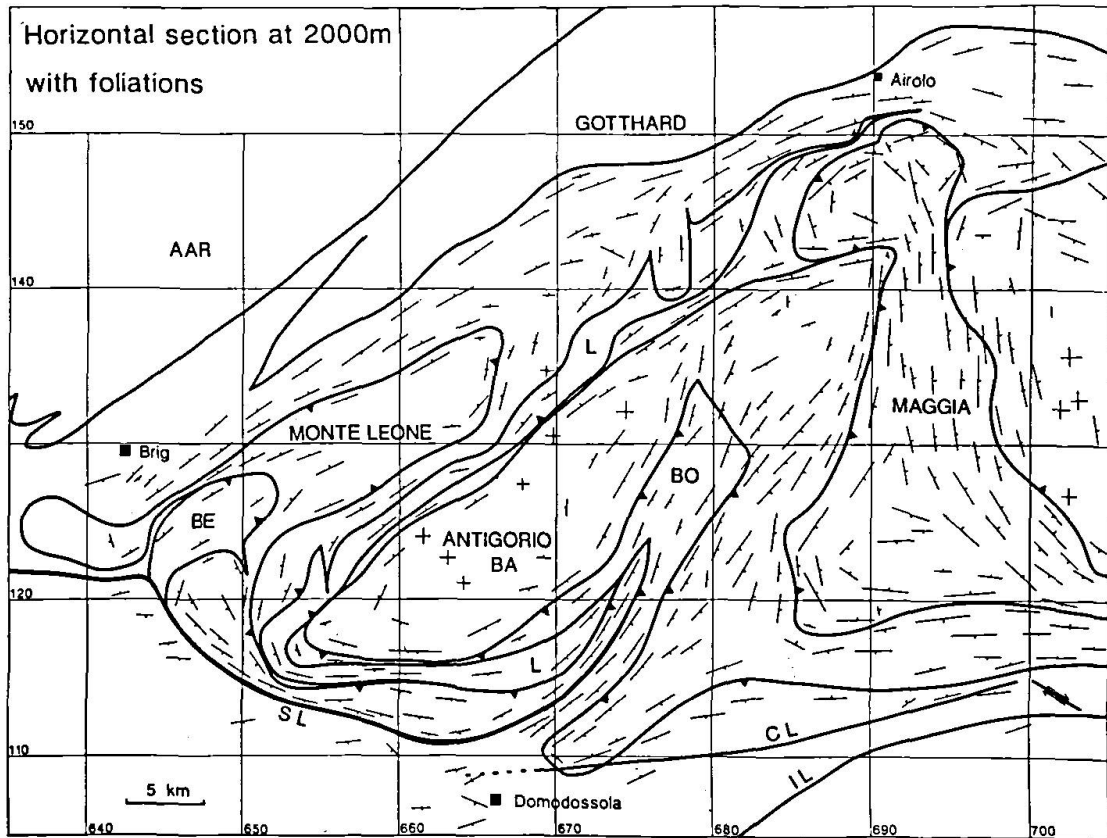 Horizontal section at 2000m
with foliations
Airolo
150
GOTTHARD
AAR
140
L
MAGGIA
MONTE LEONE
130
Brig
BO
BE
ANTIGORIO
BA
120
L
SL
CL
110
IL
5 km
Domodossola
640
650
660
670
680
690
700